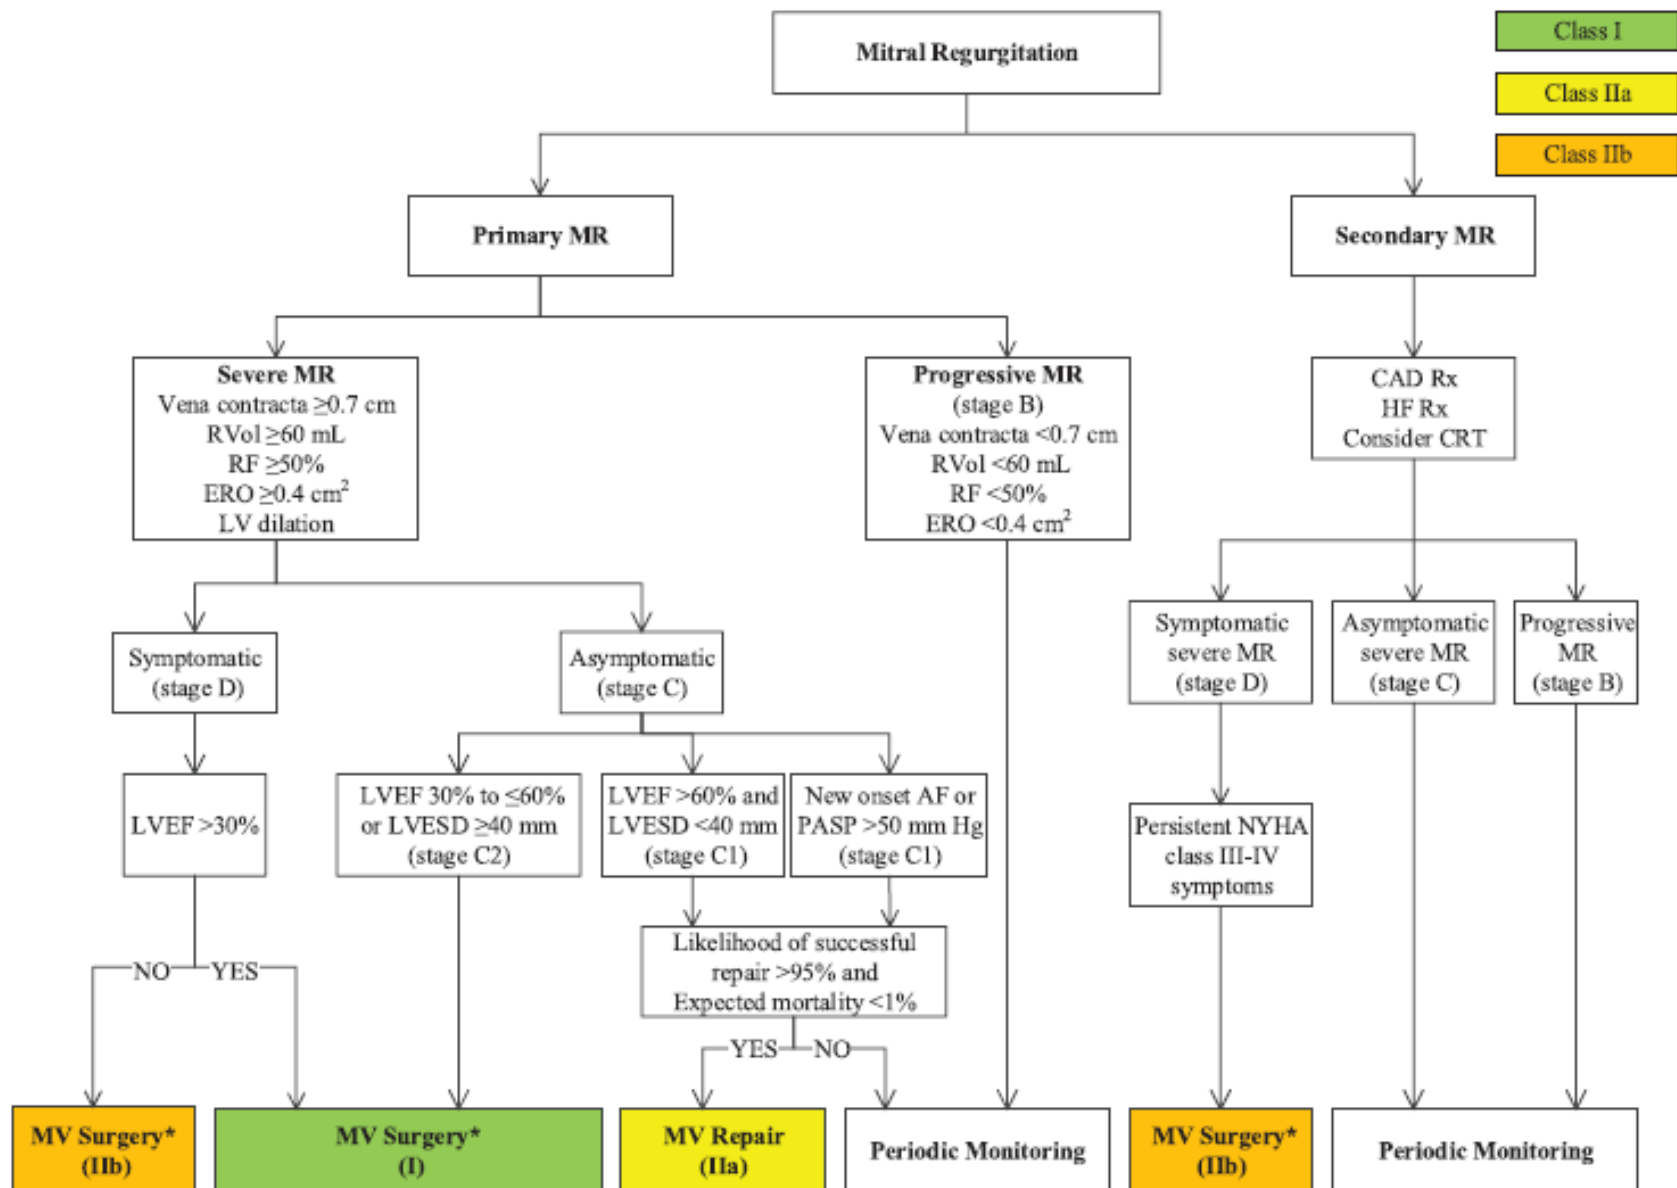 Mitral Regurgitation
Class I
Class IIa
Class IIb
Primary MR
Secondary MR
Severe MR
Vena contracta ≥0.7 cm
RVol ≥60 mL
RF ≥50%
ERO ≥0.4 cm²
LV dilation
Progressive MR
(stage B)
Vena contracta <0.7 cm
RVol <60 mL
RF <50%
ERO <0.4 cm²
CAD Rx
HF Rx
Consider CRT
Symptomatic
(stage D)
Asymptomatic
(stage C)
Symptomatic
severe MR
(stage D)
Asymptomatic
severe MR
(stage C)
Progressive
MR
(stage B)
LVEF >30%
LVEF 30% to ≤60%
or LVESD ≥40 mm
(stage C2)
LVEF >60% and
LVESD <40 mm
(stage C1)
New onset AF or
PASP >50 mm Hg
(stage C1)
Persistent NYHA
class III-IV
symptoms
Likelihood of successful
repair >95% and
Expected mortality <1%
NO
YES
YES
NO
MV Surgery*
(IIb)
MV Surgery*
(I)
MV Repair
(IIa)
Periodic Monitoring
MV Surgery*
(IIb)
Periodic Monitoring